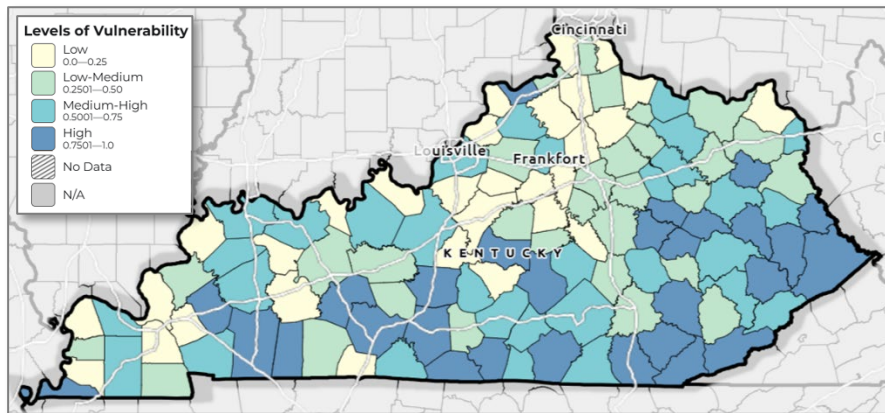 Levels of Vulnerability
Low
0.0—0.25
Low-Medium
0.2501—0.50
Medium-High
0.5001—0.75
High
0.7501—1.0
No Data
N/A
Cincinnati
Louisville
Frankfort
KENTUCKY
C